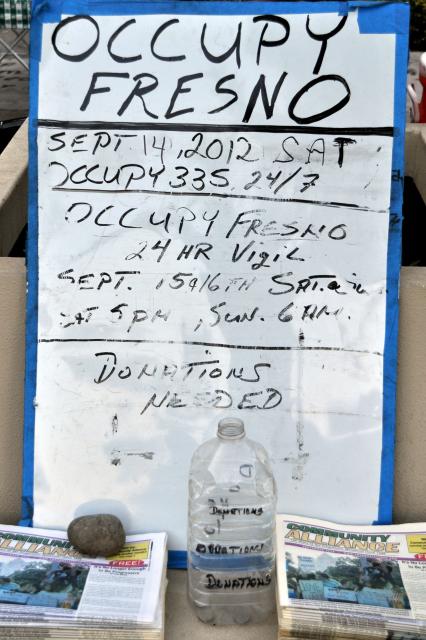 OCCUPY
FRESNO
SEPT 14, 2012 SAT
OCCUPY 335 24/7
OCCUPY FRESNO
24 HR VIGIL
SEPT. 15&16TH SAT.
AT 5PM, SUN. 6AM.
DONATIONS
NEEDED
DONATIONS
DONATIONS
DONATIONS
COMMUNITY
ALLIANCE
FREE!
COMMUNITY
ALLIANCE